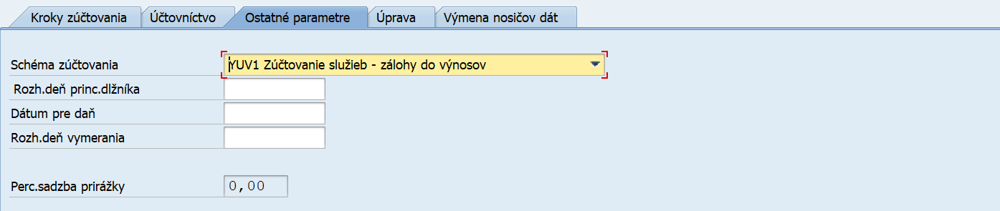 Kroky zúčtovania Účtovníctvo Ostatné parametre Úprava Výmena nosičov dát
Schéma zúčtovania YUV1 Zúčtovanie služieb - zálohy do výnosov
Rozh.deň princ.dlžníka
Dátum pre daň
Rozh.deň vymerania
Perc.sadzba prirážky 0,00